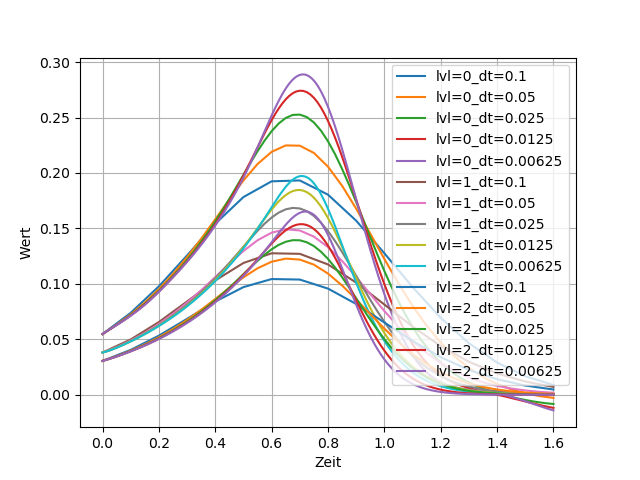 0.30
0.25
0.20
0.15
0.10
0.05
0.00
Wert
0.0 0.2 0.4 0.6 0.8 1.0 1.2 1.4 1.6
Zeit
lvl=0_dt=0.1
lvl=0_dt=0.05
lvl=0_dt=0.025
lvl=0_dt=0.0125
lvl=0_dt=0.00625
lvl=1_dt=0.1
lvl=1_dt=0.05
lvl=1_dt=0.025
lvl=1_dt=0.0125
lvl=1_dt=0.00625
lvl=2_dt=0.1
lvl=2_dt=0.05
lvl=2_dt=0.025
lvl=2_dt=0.0125
lvl=2_dt=0.00625